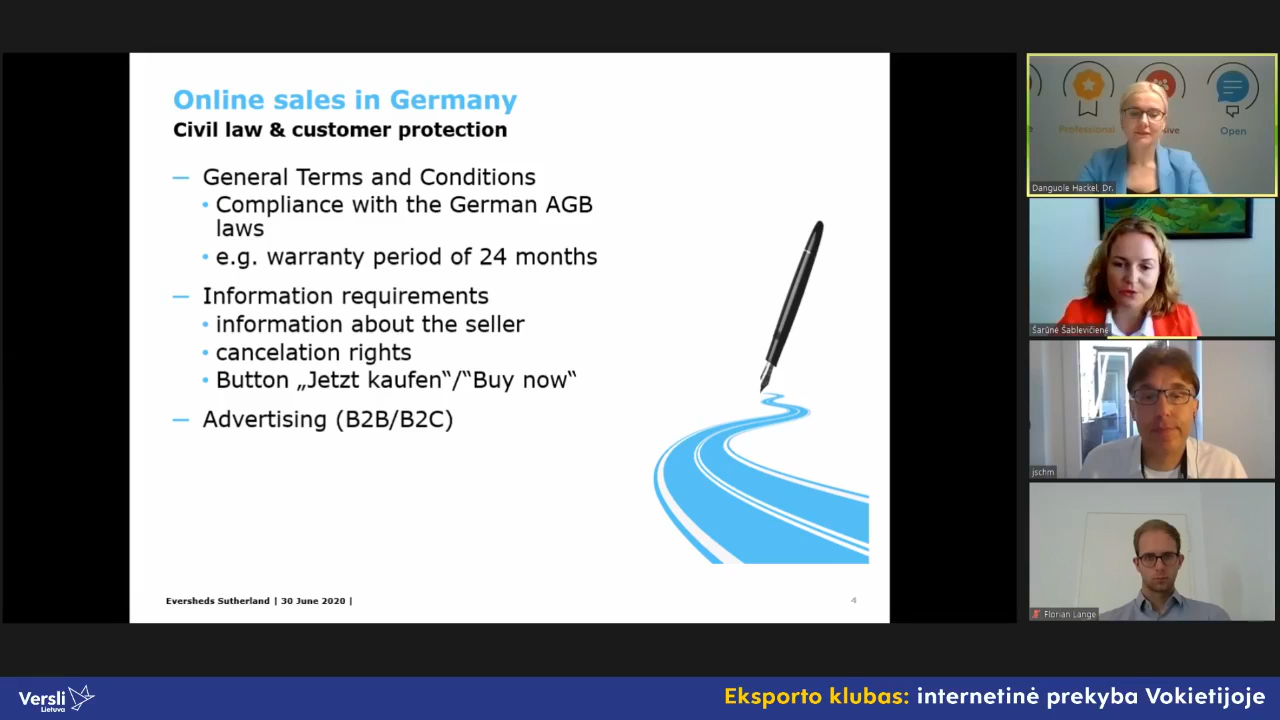 Online sales in Germany
Civil law & customer protection
— General Terms and Conditions
• Compliance with the German AGB
laws
• e.g. warranty period of 24 months
— Information requirements
• information about the seller
• cancelation rights
• Button „Jetzt kaufen“/“Buy now“
— Advertising (B2B/B2C)
Eversheds Sutherland | 30 June 2020 |
4
Professional
Open
Danguole Hackel, Dr.
Šarūnė Šablevičienė
jschm
Florian Lange
Versli
Lietuva
Eksporto klubas: internetinė prekyba Vokietijoje